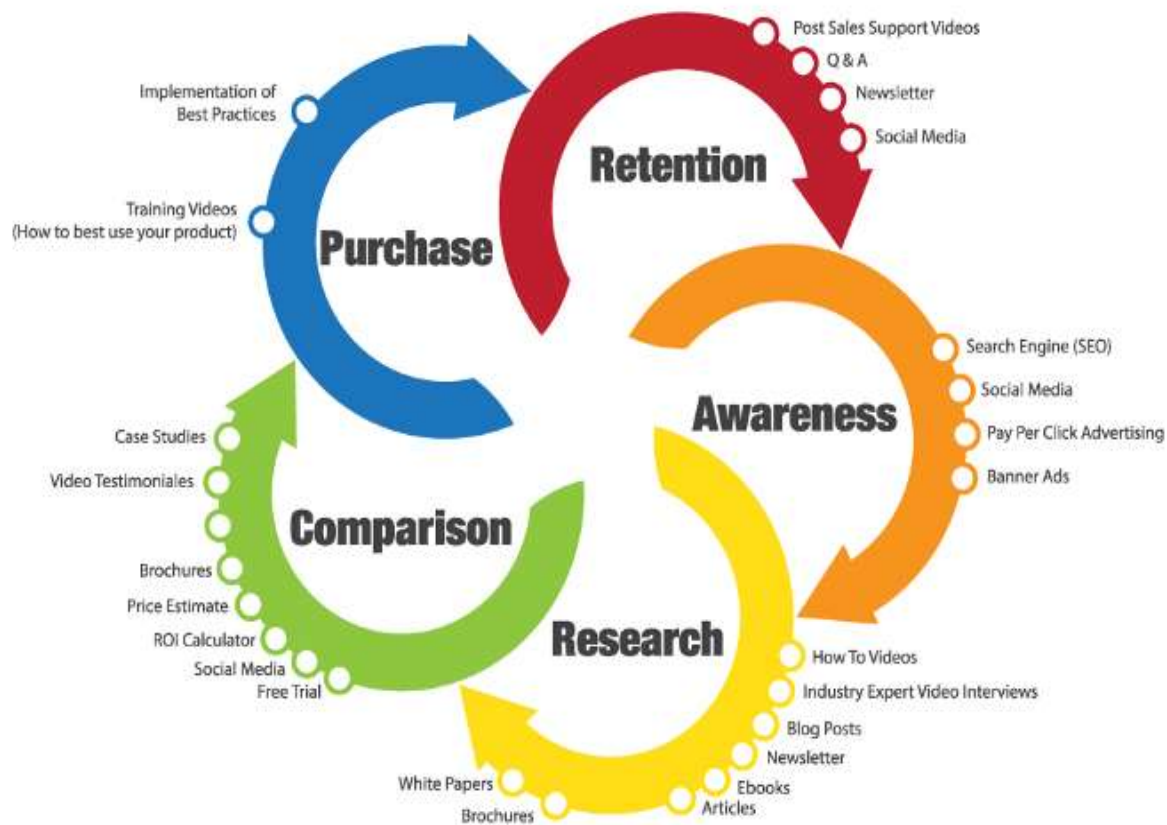 Post Sales Support Videos
Q & A
Newsletter
Social Media
Retention
Implementation of
Best Practices
Training Videos
(How to best use your product)
Purchase
Search Engine (SEO)
Social Media
Pay Per Click Advertising
Banner Ads
Awareness
Case Studies
Video Testimoniales
Brochures
Price Estimate
ROI Calculator
Social Media
Free Trial
Comparison
Research
How To Videos
Industry Expert Video Interviews
Blog Posts
Newsletter
Ebooks
Articles
White Papers
Brochures